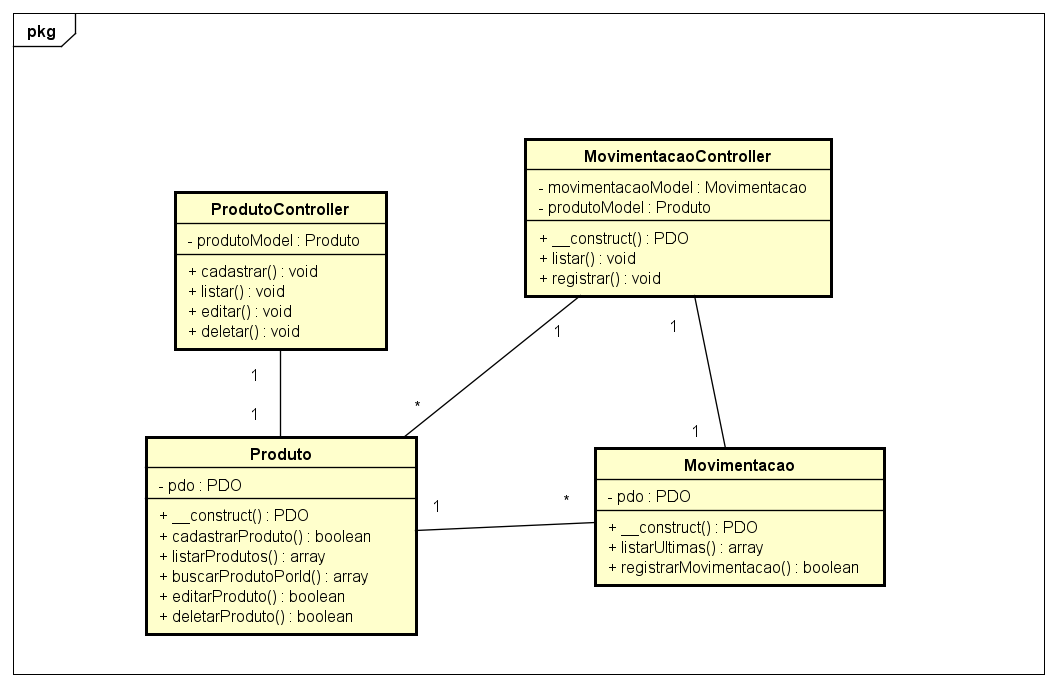 pkg
ProdutoController
- produtoModel : Produto
+ cadastrar() : void
+ listar() : void
+ editar() : void
+ deletar() : void
MovimentacaoController
- movimentacaoModel : Movimentacao
- produtoModel : Produto
+ __construct() : PDO
+ listar() : void
+ registrar() : void
1
1
1
*
1
1
Produto
- pdo : PDO
+ __construct() : PDO
+ cadastrarProduto() : boolean
+ listarProdutos() : array
+ buscarProdutoPorId() : array
+ editarProduto() : boolean
+ deletarProduto() : boolean
1
*
Movimentacao
- pdo : PDO
+ __construct() : PDO
+ listarUltimas() : array
+ registrarMovimentacao() : boolean